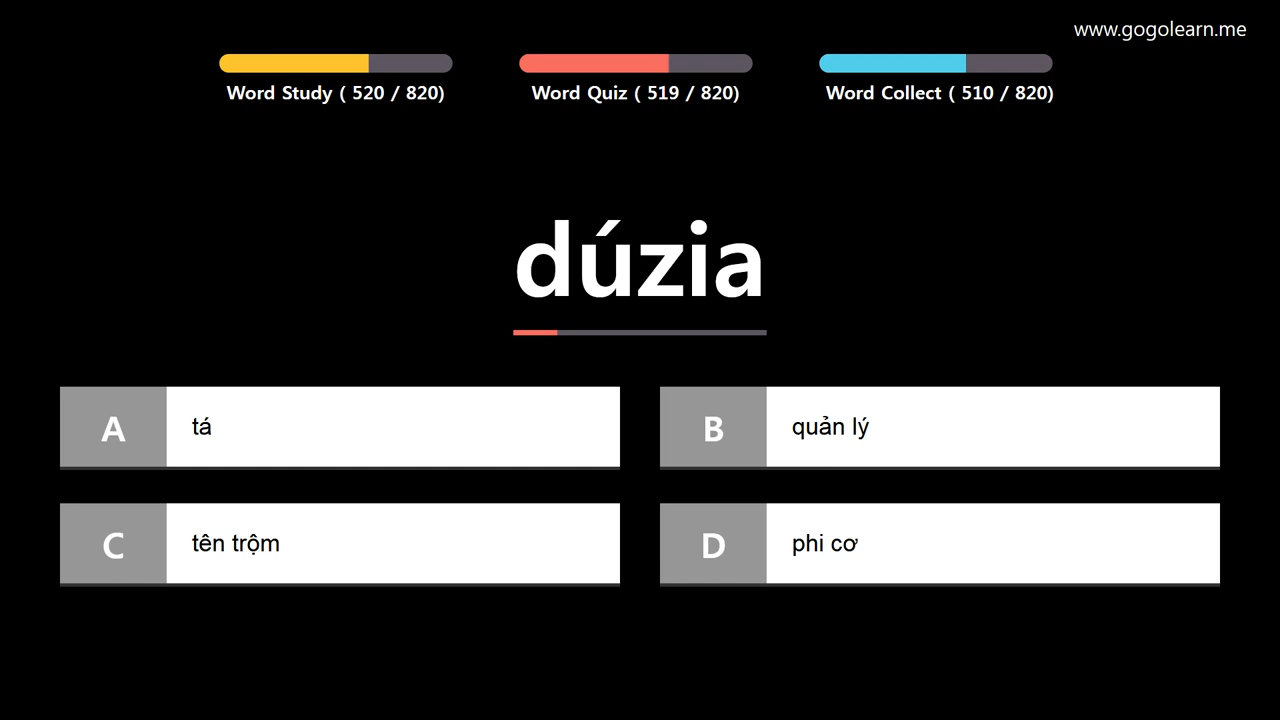 www.gogolearn.me
Word Study ( 520 / 820)
Word Quiz ( 519 / 820)
Word Collect ( 510 / 820)
dúzia
A tá
B quản lý
C tên trộm
D phi cơ